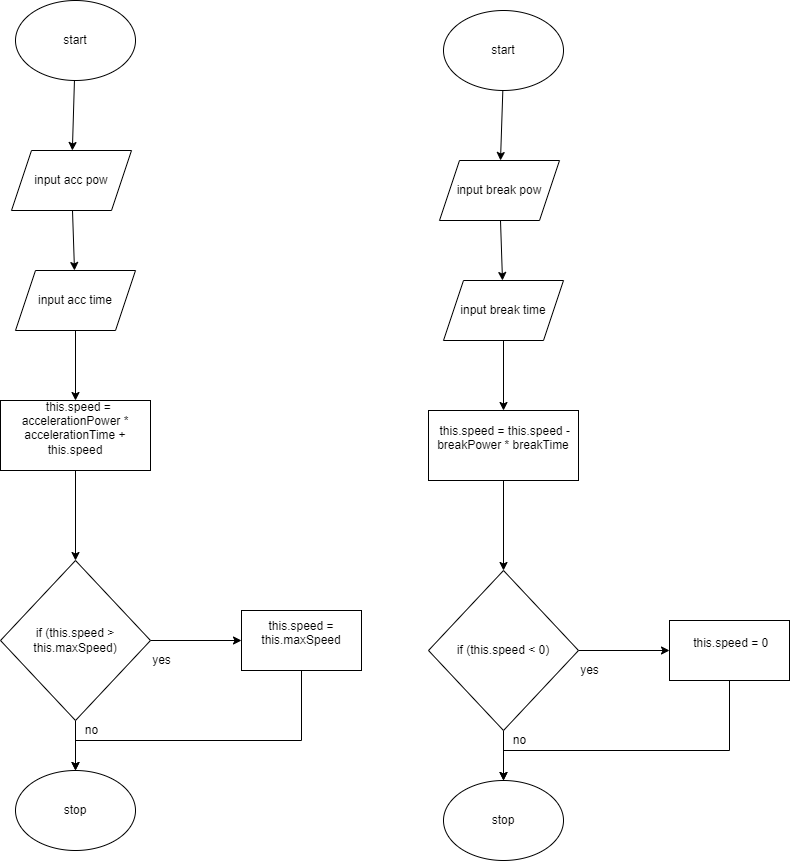 start
input acc pow
input acc time
this.speed =
accelerationPower *
accelerationTime +
this.speed
if (this.speed >
this.maxSpeed)
yes
this.speed =
this.maxSpeed
no
stop
start
input break pow
input break time
this.speed = this.speed -
breakPower * breakTime
if (this.speed < 0)
yes
this.speed = 0
no
stop